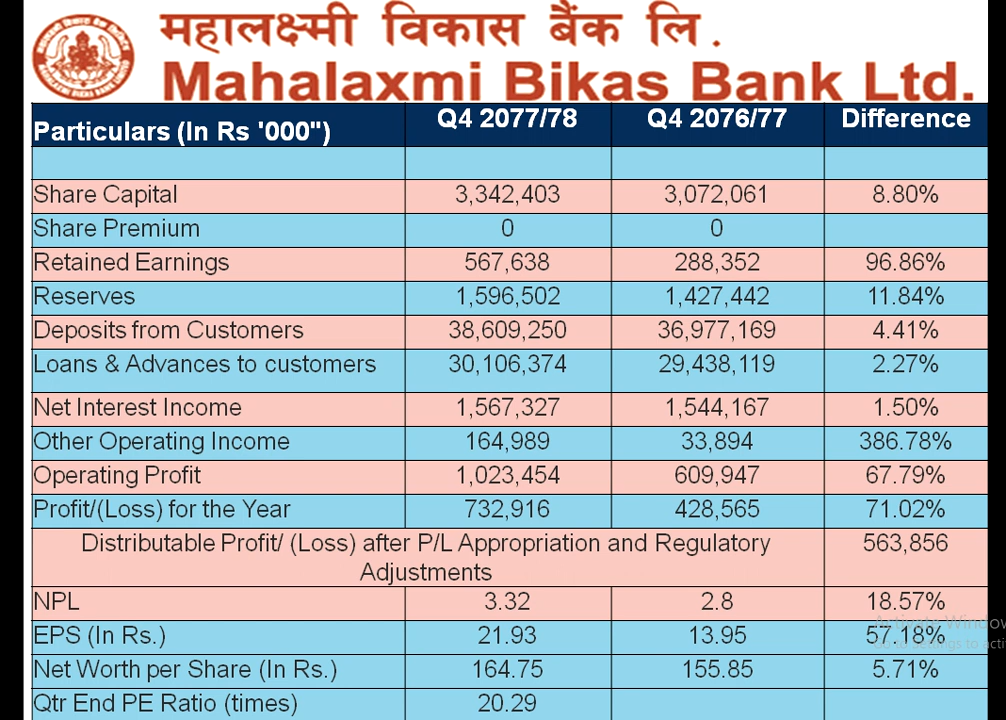 महालक्ष्मी विकास बैंक लि.
Mahalaxmi Bikas Bank Ltd.
Particulars (In Rs '000") Q4 2077/78 Q4 2076/77 Difference
Share Capital 3,342,403 3,072,061 8.80%
Share Premium 0 0
Retained Earnings 567,638 288,352 96.86%
Reserves 1,596,502 1,427,442 11.84%
Deposits from Customers 38,609,250 36,977,169 4.41%
Loans & Advances to customers 30,106,374 29,438,119 2.27%
Net Interest Income 1,567,327 1,544,167 1.50%
Other Operating Income 164,989 33,894 386.78%
Operating Profit 1,023,454 609,947 67.79%
Profit/(Loss) for the Year 732,916 428,565 71.02%
Distributable Profit/ (Loss) after P/L Appropriation and Regulatory 563,856
Adjustments
NPL 3.32 2.8 18.57%
EPS (In Rs.) 21.93 13.95 57.18%
Net Worth per Share (In Rs.) 164.75 155.85 5.71%
Qtr End PE Ratio (times) 20.29